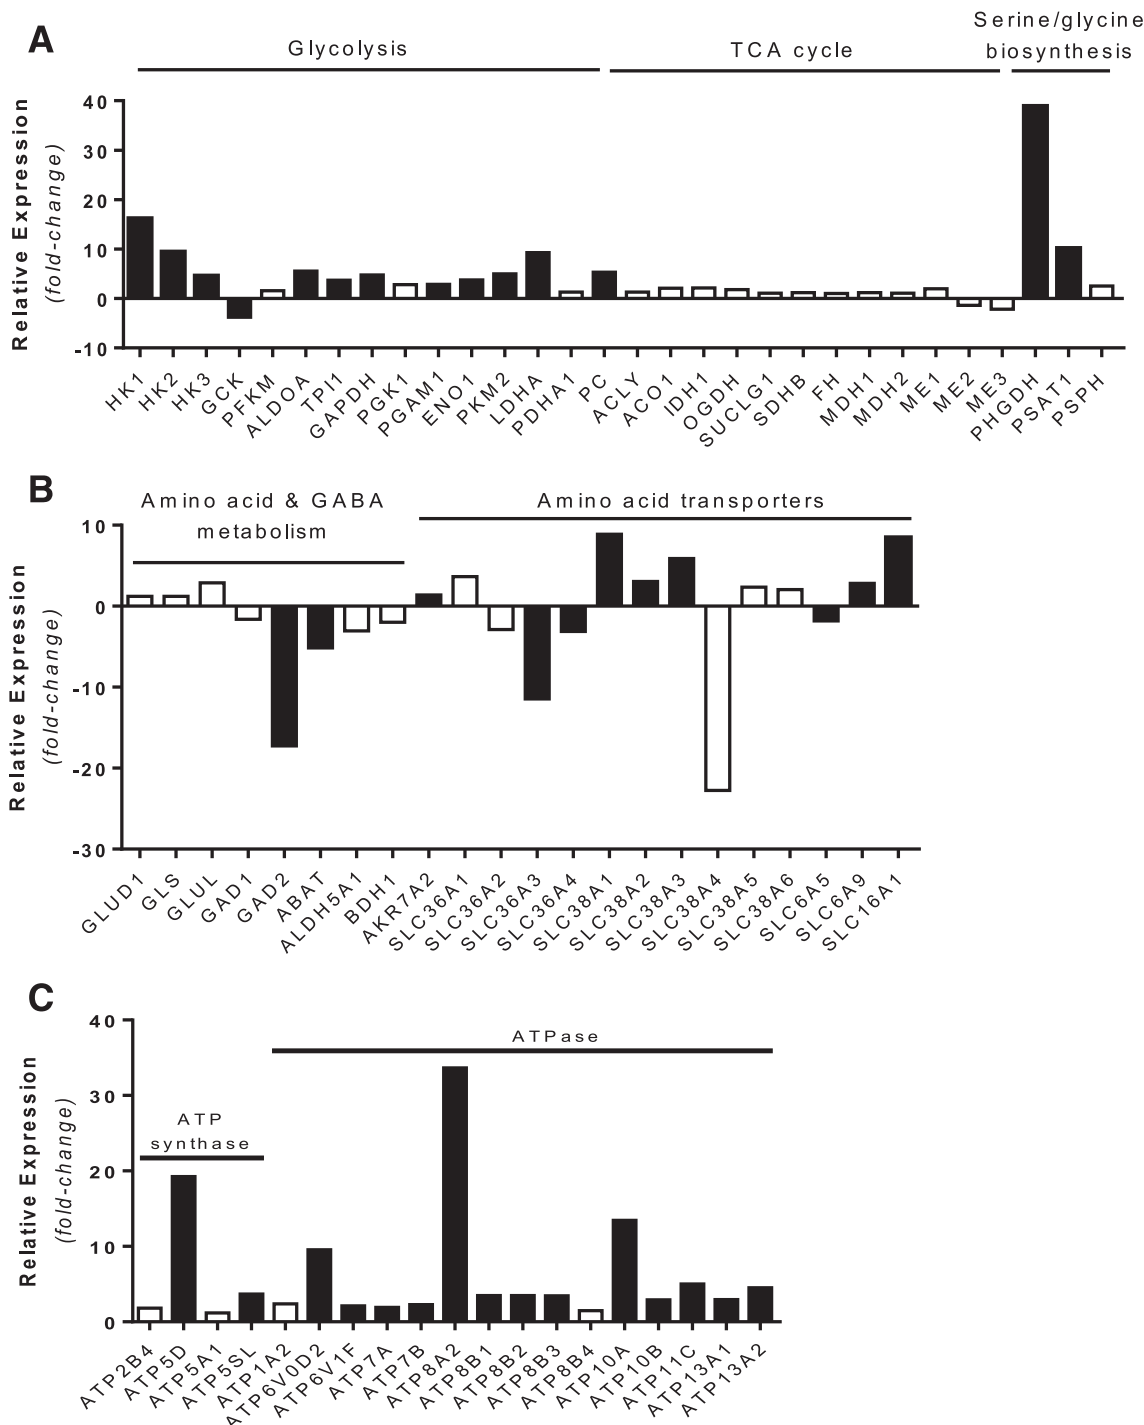 A
Glycolysis
TCA cycle
Serine/glycine
biosynthesis
Relative Expression
(fold-change)
40
30
20
10
0
-10
HK1
HK2
HK3
GCK
PFKM
ALDOA
TPI1
GAPDH
PGK1
PGAM1
ENO1
PKM2
LDHA
PDHA1
PC
ACLY
ACO1
IDH1
OGDH
SUCLG1
SDHB
FH
MDH1
MDH2
ME1
ME2
ME3
PHGDH
PSAT1
PSPH
B
Amino acid & GABA
metabolism
Amino acid transporters
Relative Expression
(fold-change)
10
0
-10
-20
-30
GLUD1
GLS
GLUL
GAD1
GAD2
ABAT
ALDH5A1
BDH1
AKR7A2
SLC36A1
SLC36A2
SLC36A3
SLC36A4
SLC38A1
SLC38A2
SLC38A3
SLC38A4
SLC38A5
SLC38A6
SLC6A5
SLC6A9
SLC16A1
C
ATPase
ATP
synthase
Relative Expression
(fold-change)
40
30
20
10
0
ATP2B4
ATP5D
ATP5A1
ATP5SL
ATP1A2
ATP6V0D2
ATP6V1F
ATP7A
ATP7B
ATP8A2
ATP8B1
ATP8B2
ATP8B3
ATP8B4
ATP10A
ATP10B
ATP11C
ATP13A1
ATP13A2